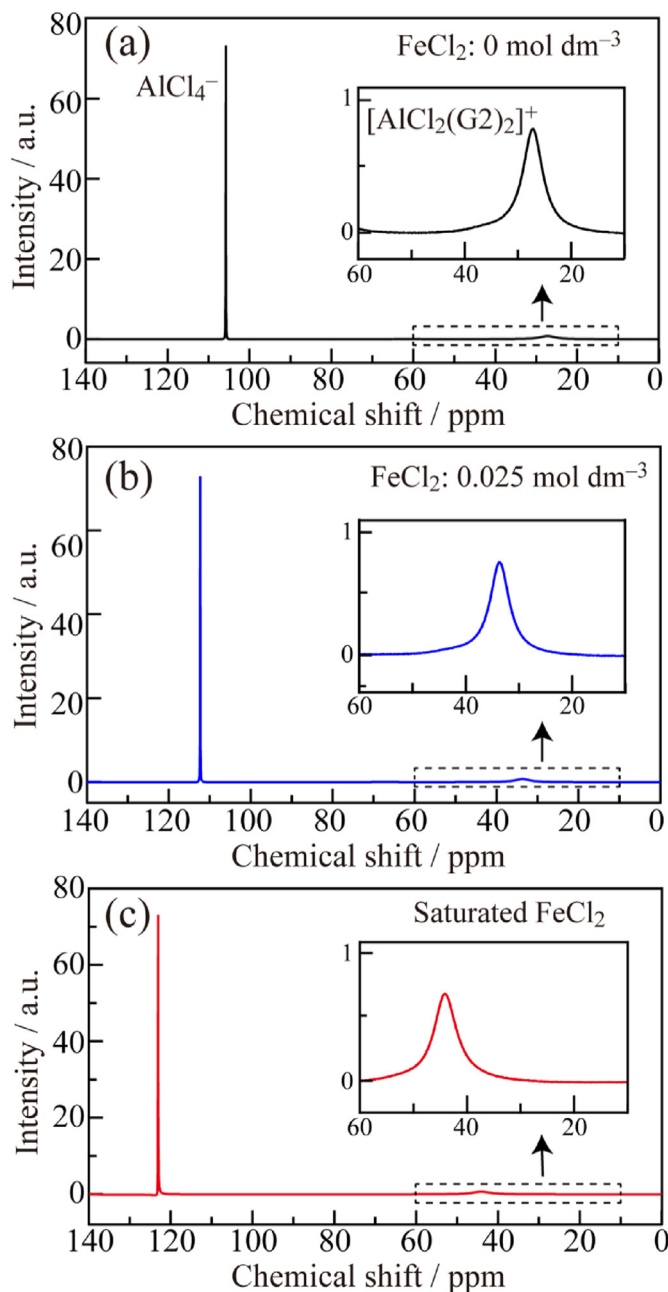 (a)
FeCl₂: 0 mol dm⁻³
AlCl₄⁻
[AlCl₂(G2)₂]⁺
1
0
60 40 20
80
60
40
20
0
140 120 100 80 60 40 20 0
Intensity / a.u.
Chemical shift / ppm
(b)
FeCl₂: 0.025 mol dm⁻³
1
0
60 40 20
80
60
40
20
0
140 120 100 80 60 40 20 0
Intensity / a.u.
Chemical shift / ppm
(c)
Saturated FeCl₂
1
0
60 40 20
80
60
40
20
0
140 120 100 80 60 40 20 0
Intensity / a.u.
Chemical shift / ppm